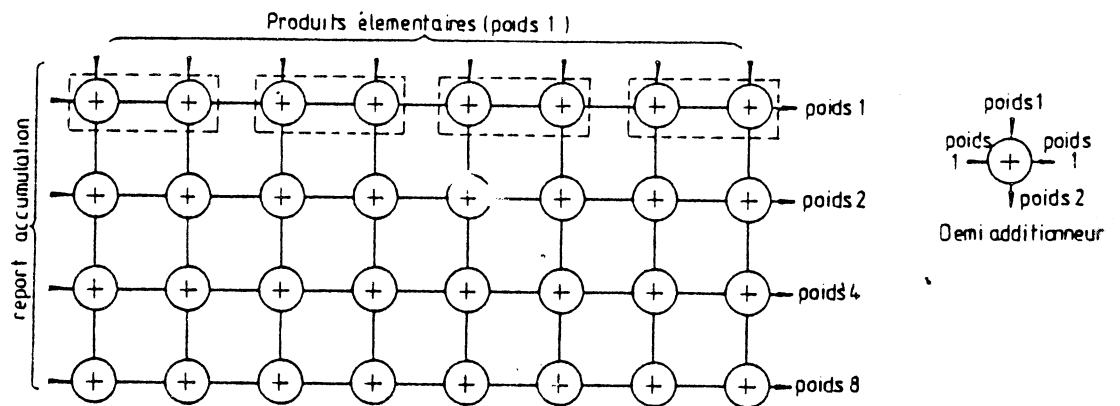 Produits élementaires (poids 1)
report accumulation
poids 1
poids 2
poids 4
poids 8
poids 1
poids 1
poids 1
poids 2
Demi additionneur